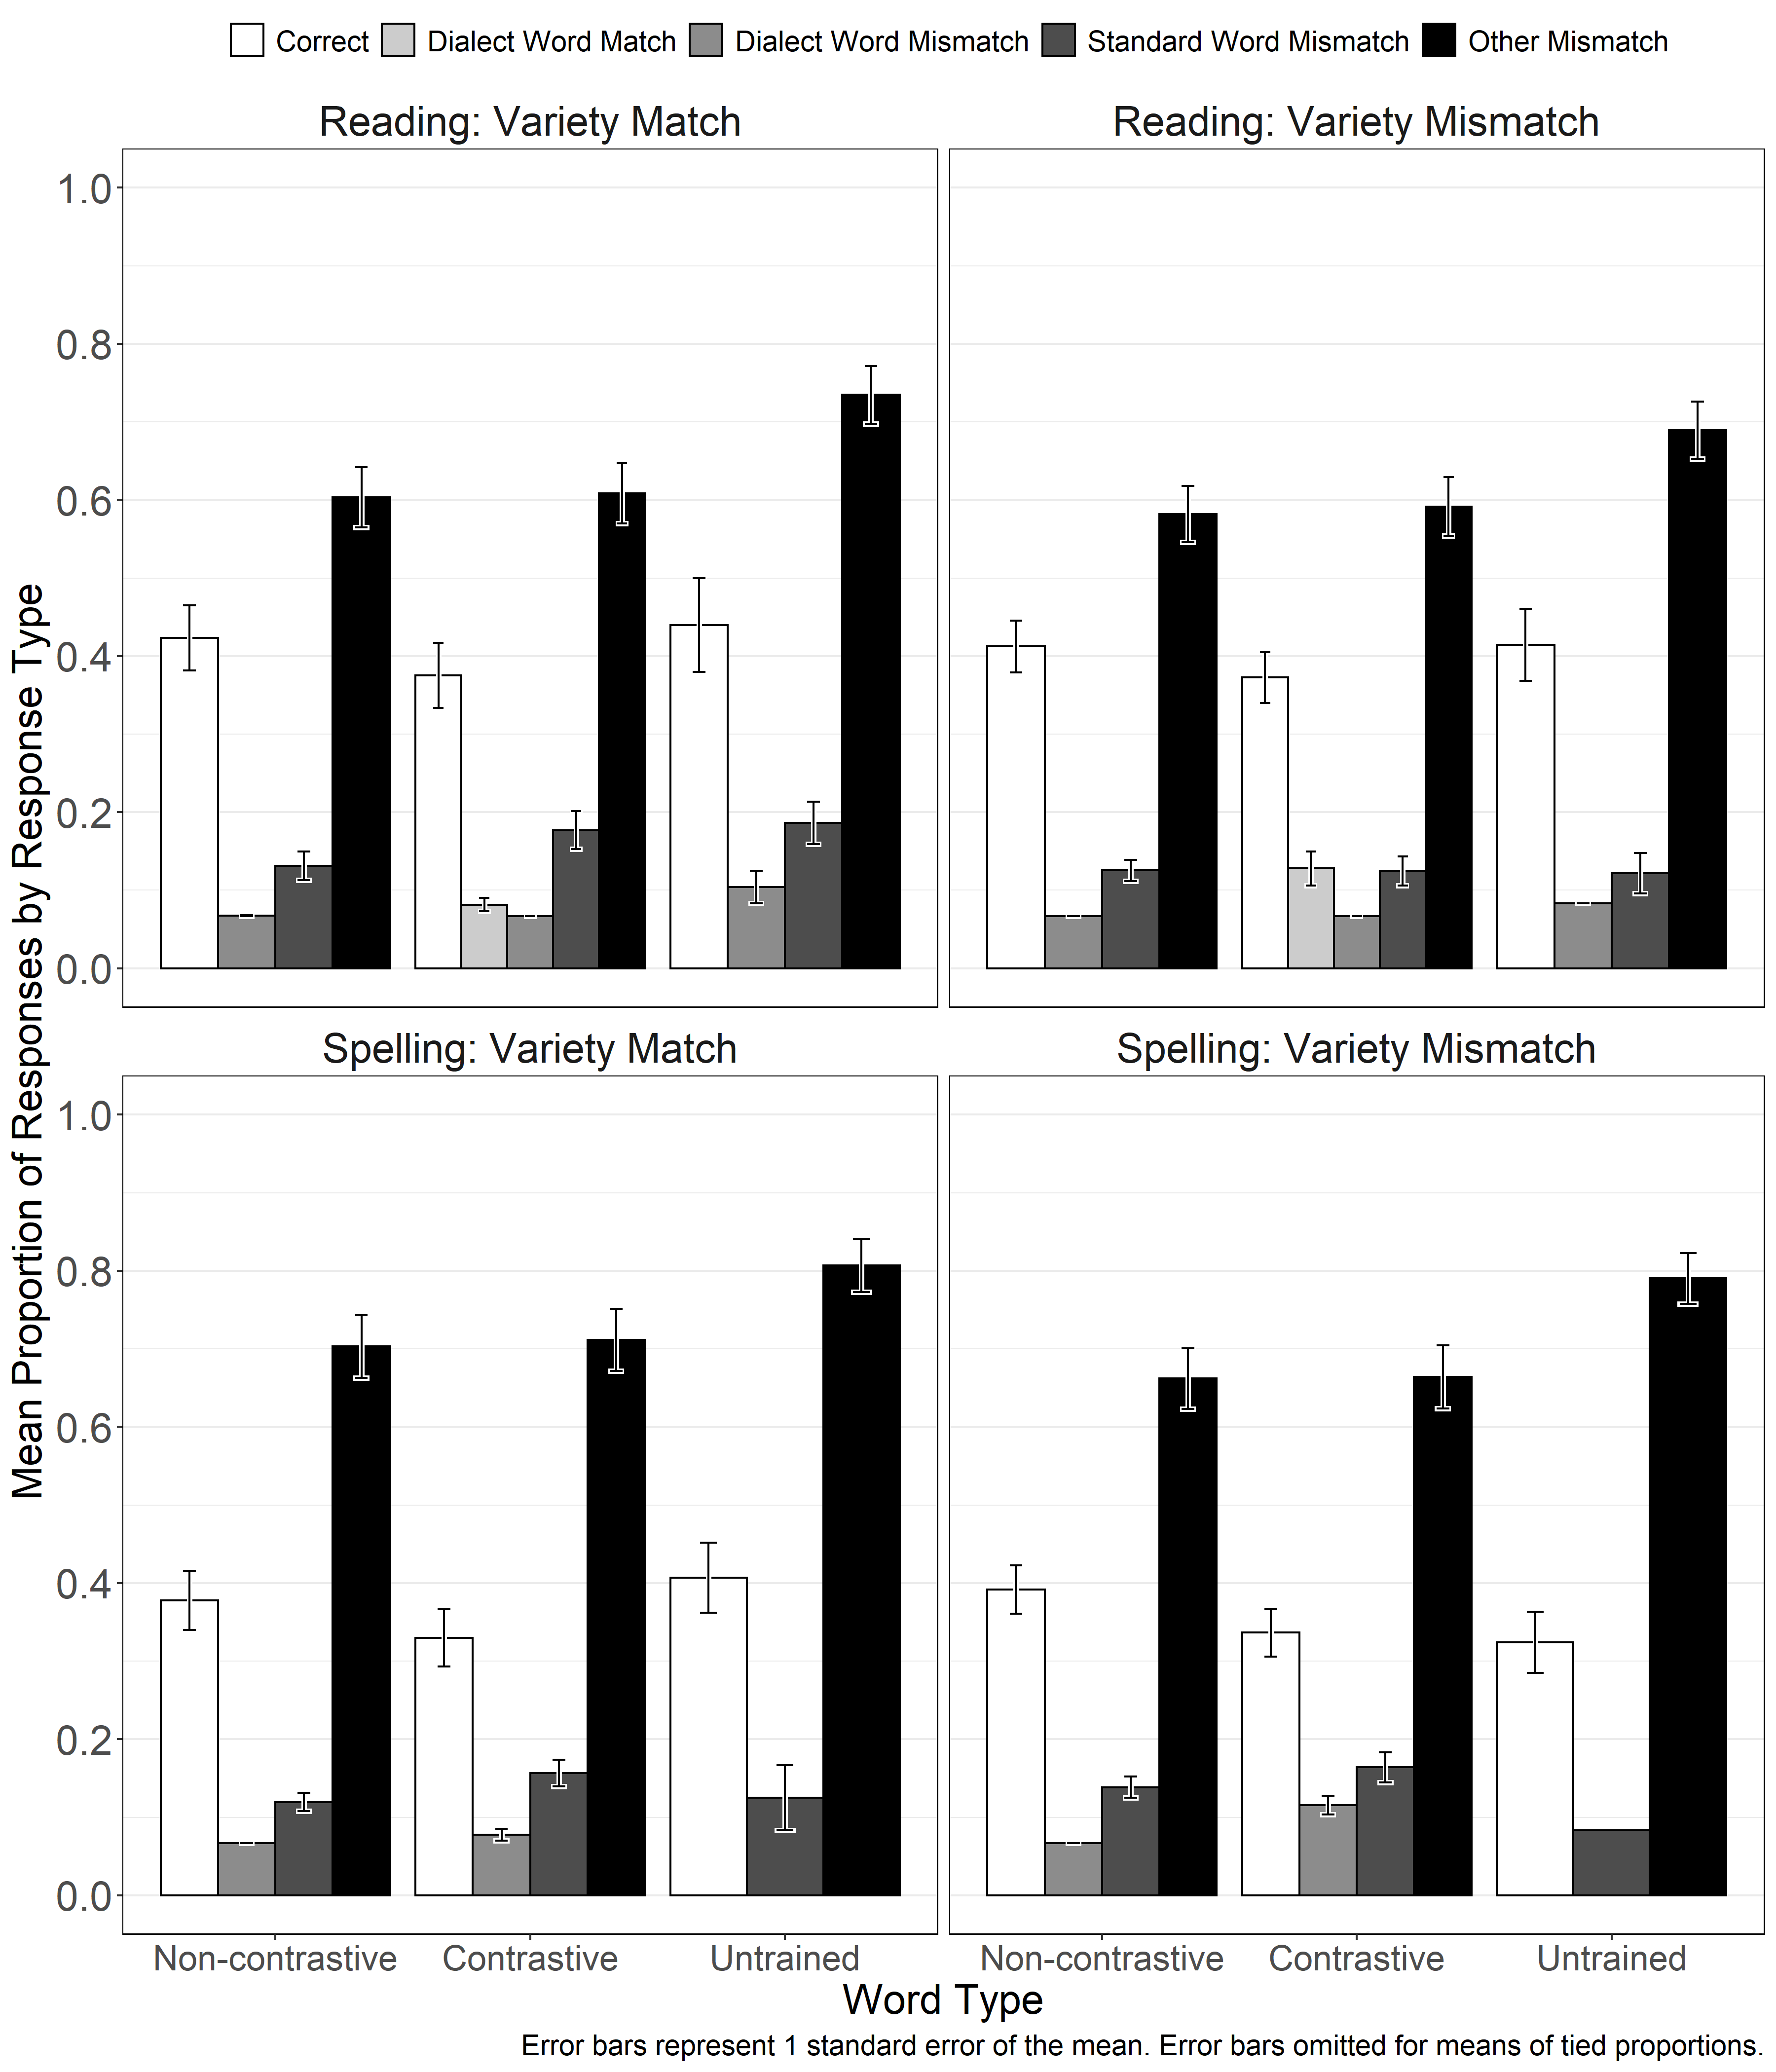 Correct Dialect Word Match Dialect Word Mismatch Standard Word Mismatch Other Mismatch
Reading: Variety Match
Reading: Variety Mismatch
1.0
0.8
0.6
0.4
0.2
0.0
Spelling: Variety Match
Spelling: Variety Mismatch
1.0
0.8
0.6
0.4
0.2
0.0
Mean Proportion of Responses by Response Type
Non-contrastive Contrastive Untrained
Non-contrastive Contrastive Untrained
Word Type
Error bars represent 1 standard error of the mean. Error bars omitted for means of tied proportions.